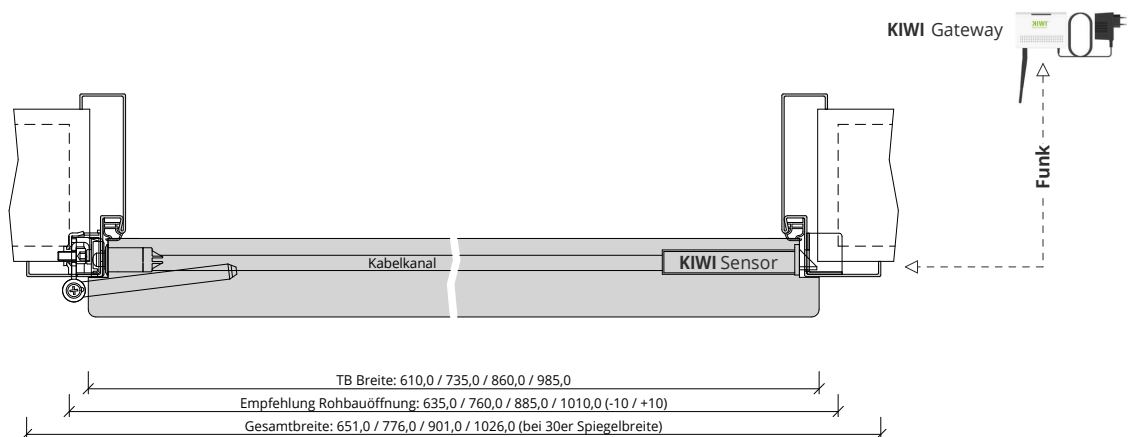 KIWI Gateway
KIWI
Funk
Kabelkanal
KIWI Sensor
TB Breite: 610,0 / 735,0 / 860,0 / 985,0
Empfehlung Rohbauöffnung: 635,0 / 760,0 / 885,0 / 1010,0 (-10 / +10)
Gesamtbreite: 651,0 / 776,0 / 901,0 / 1026,0 (bei 30er Spiegelbreite)